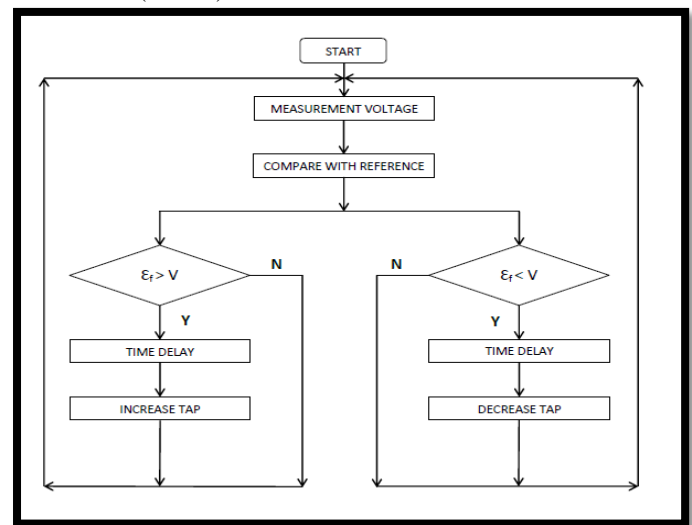 START
MEASUREMENT VOLTAGE
COMPARE WITH REFERENCE
Ɛf > V
N
N
Ɛf < V
Y
Y
TIME DELAY
TIME DELAY
INCREASE TAP
DECREASE TAP